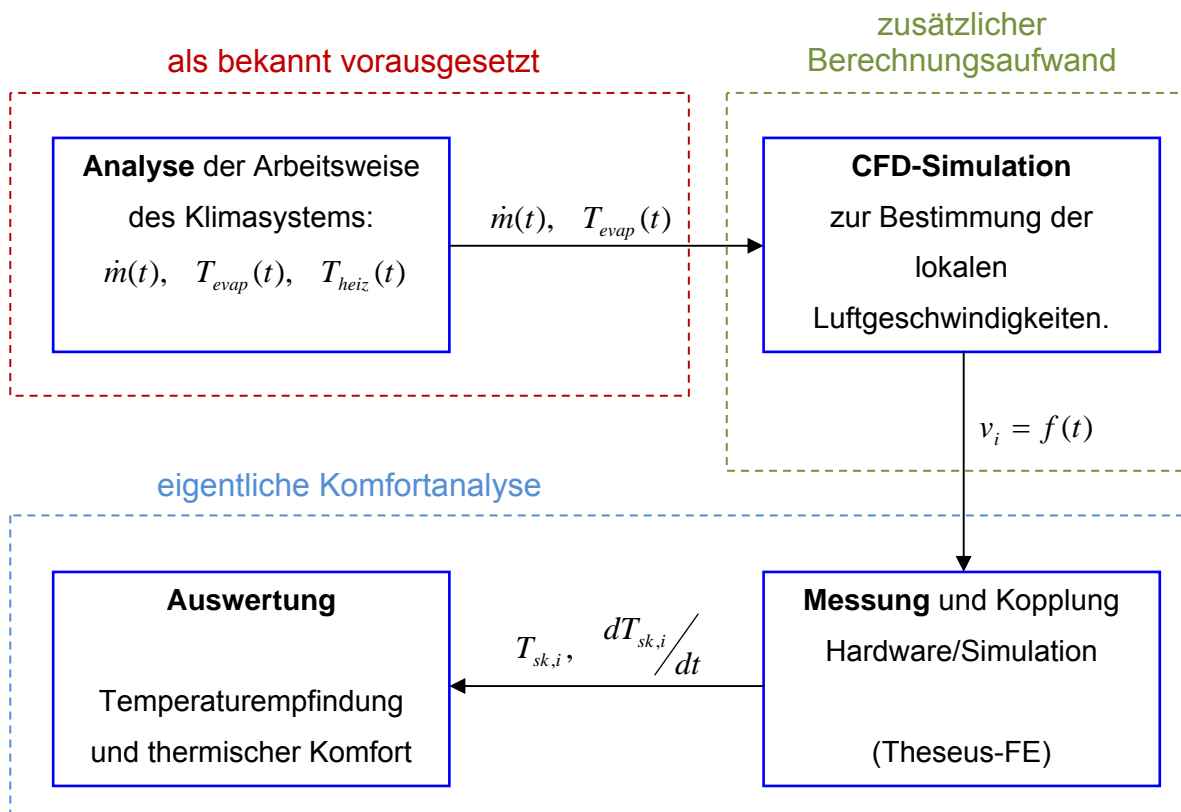 als bekannt vorausgesetzt
zusätzlicher
Berechnungsaufwand
Analyse der Arbeitsweise
des Klimasystems:
ṁ(t), T_evap(t), T_heiz(t)
ṁ(t), T_evap(t)
CFD-Simulation
zur Bestimmung der
lokalen
Luftgeschwindigkeiten.
v_i = f(t)
eigentliche Komfortanalyse
Auswertung
Temperaturempfindung
und thermischer Komfort
T_sk,i, dT_sk,i/dt
Messung und Kopplung
Hardware/Simulation
(Theseus-FE)